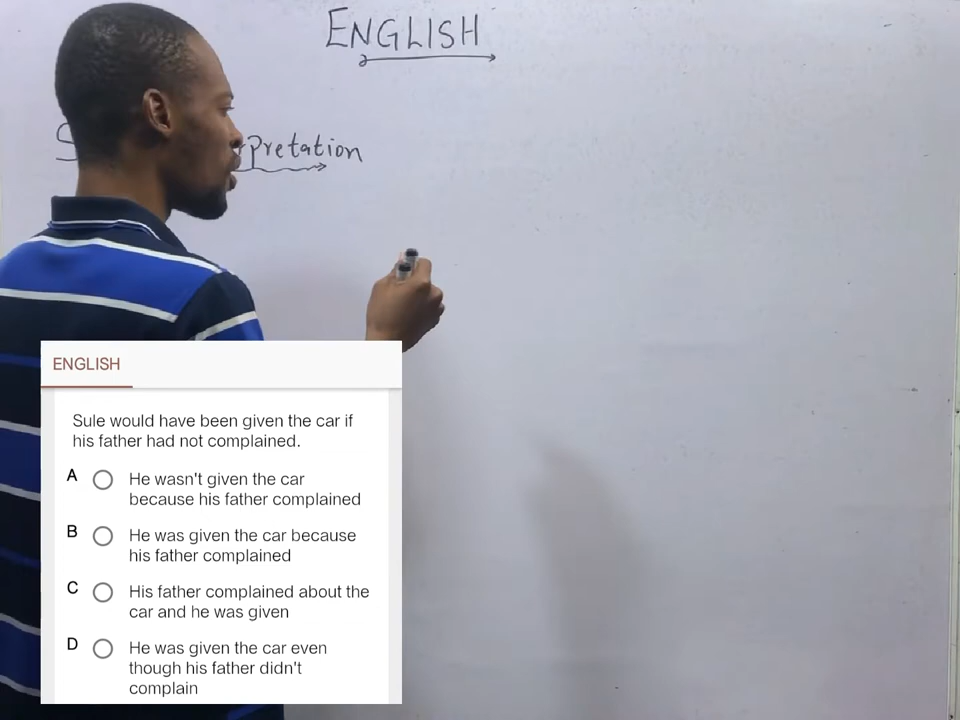 ENGLISH
pretation
ENGLISH
Sule would have been given the car if
his father had not complained.
A He wasn't given the car
because his father complained
B He was given the car because
his father complained
C His father complained about the
car and he was given
D He was given the car even
though his father didn't
complain